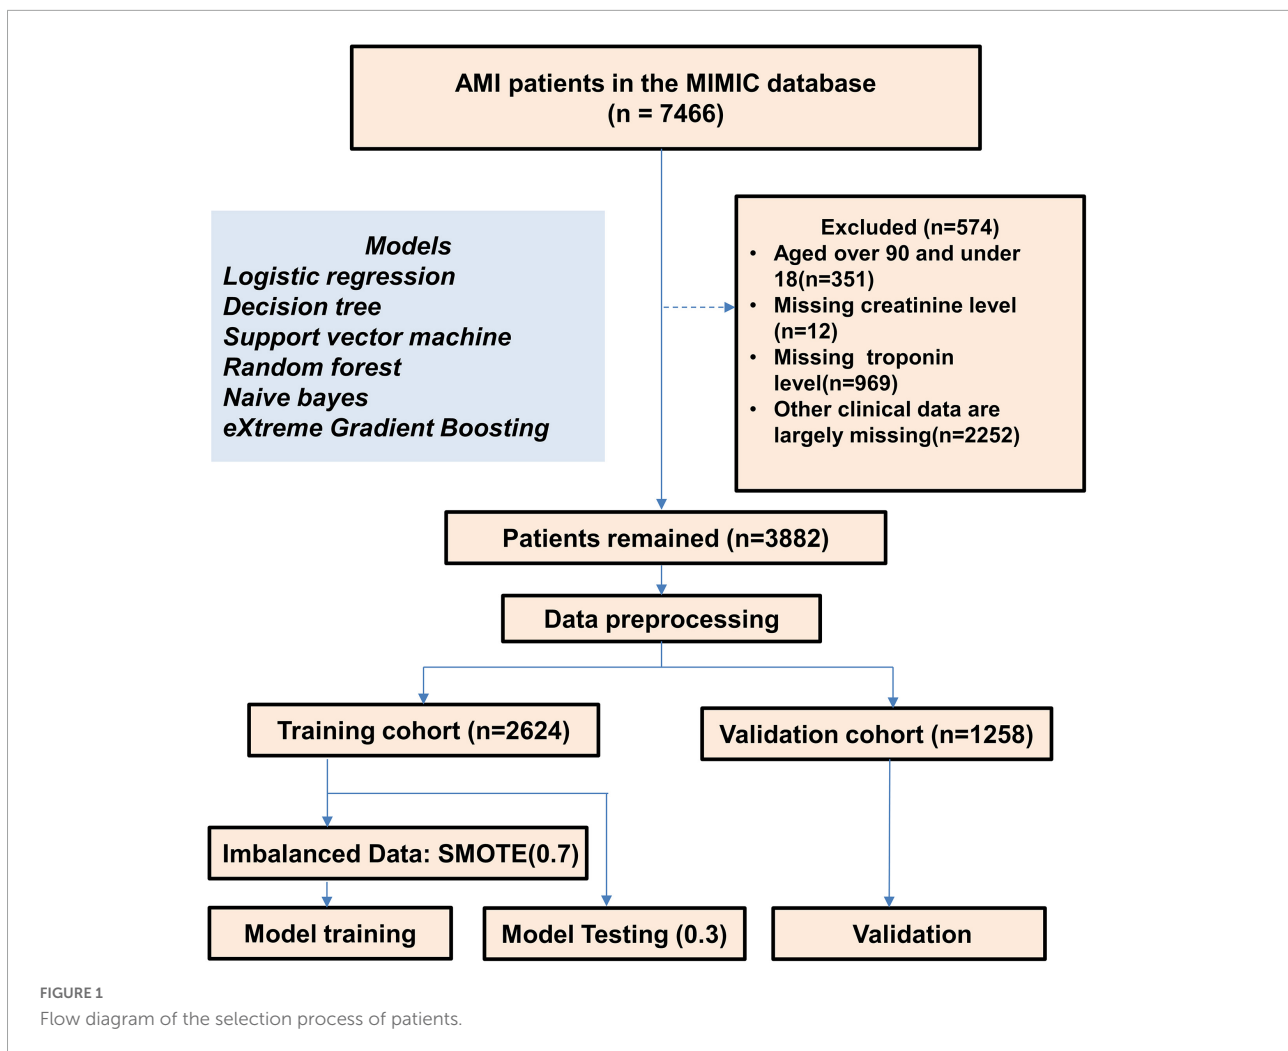 AMI patients in the MIMIC database
(n = 7466)
Models
Logistic regression
Decision tree
Support vector machine
Random forest
Naive bayes
eXtreme Gradient Boosting
Excluded (n=574)
• Aged over 90 and under
18(n=351)
• Missing creatinine level
(n=12)
• Missing troponin
level(n=969)
• Other clinical data are
largely missing(n=2252)
Patients remained (n=3882)
Data preprocessing
Training cohort (n=2624)
Validation cohort (n=1258)
Imbalanced Data: SMOTE(0.7)
Model training
Model Testing (0.3)
Validation
FIGURE 1
Flow diagram of the selection process of patients.